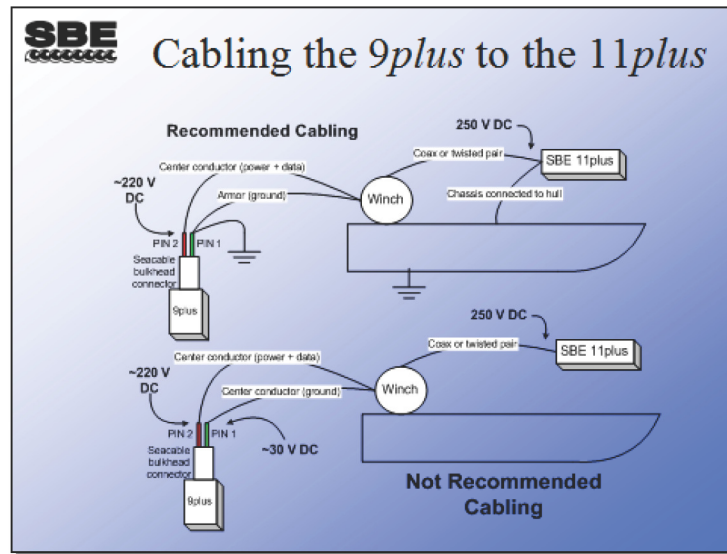 SBE
Cabling the 9plus to the 11plus
Recommended Cabling
250 V DC
Coax or twisted pair
SBE 11plus
Center conductor (power + data)
~220 V
DC
Armor (ground)
Winch
Chassis connected to hull
PIN 2
PIN 1
Seacable
bulkhead
connector
9plus
250 V DC
Coax or twisted pair
SBE 11plus
Center conductor (power + data)
~220 V
DC
Center conductor (ground)
Winch
PIN 2
PIN 1
~30 V DC
Seacable
bulkhead
connector
9plus
Not Recommended
Cabling